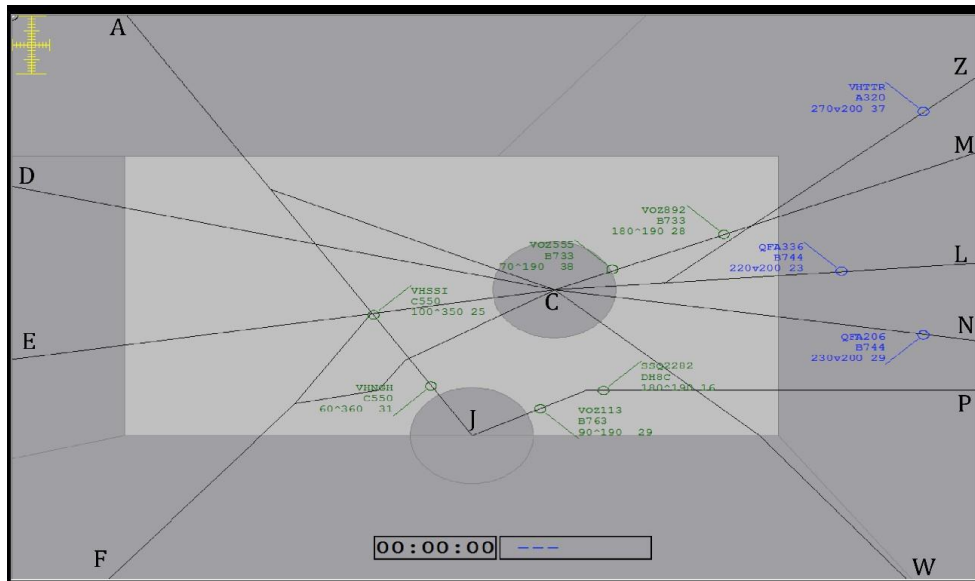 A
Z
VHTTR
A320
270v200 37
M
D
VOZ892
B733
180^190 28
VOZ555
B733
70^190 38
QFA336
B744
220v200 23
L
C
VHSSI
C550
100^350 25
E
N
QFA206
B744
230v200 29
SSQ2282
DH8C
180^190 16
P
VHNGH
C550
60^360 31
J
VOZ113
B763
90^190 29
00:00:00
---
F
W